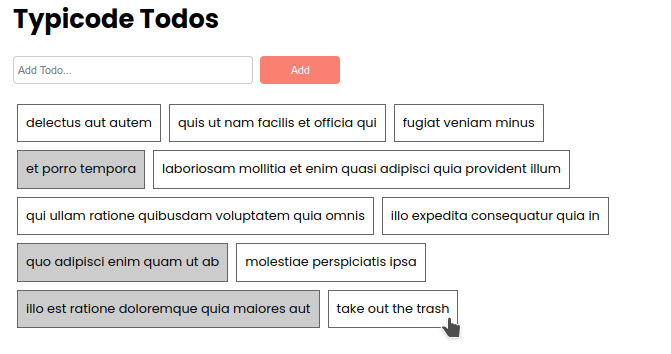 Typicode Todos
Add Todo... Add
delectus aut autem quis ut nam facilis et officia qui fugiat veniam minus
et porro tempora laboriosam mollitia et enim quasi adipisci quia provident illum
qui ullam ratione quibusdam voluptatem quia omnis illo expedita consequatur quia in
quo adipisci enim quam ut ab molestiae perspiciatis ipsa
illo est ratione doloremque quia maiores aut take out the trash